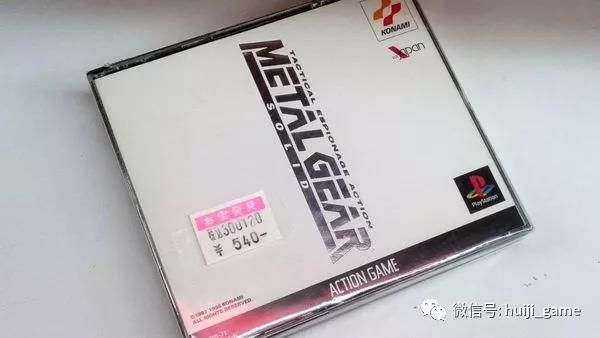 KONAMI
Japan
TACTICAL ESPIONAGE ACTION
METAL GEAR
SOLID
PlayStation
300120
¥ 540-
ACTION GAME
©1987 1998 KONAMI
ALL RIGHTS RESERVED.
微信号: huiji_game